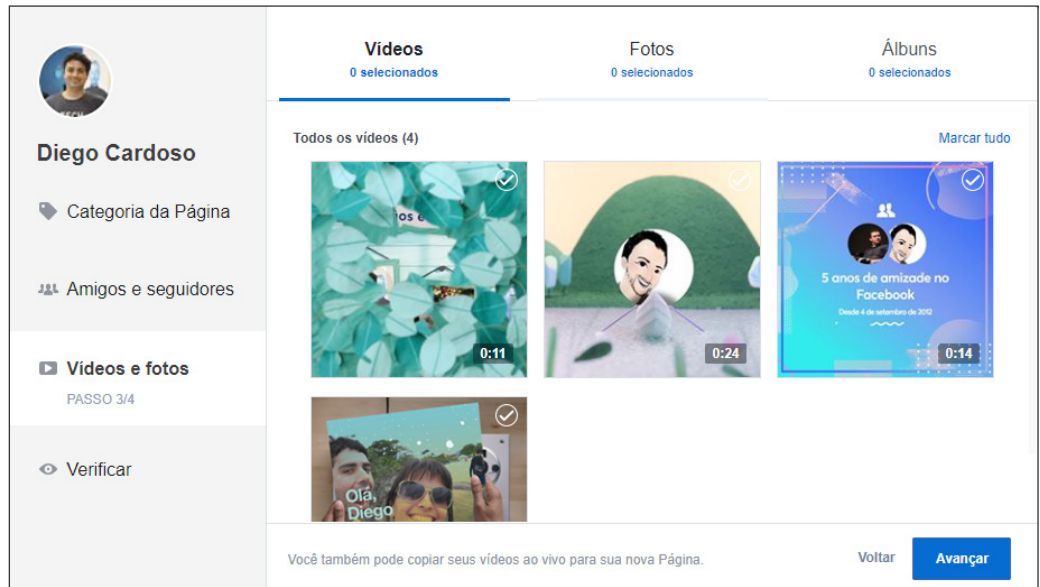 Diego Cardoso
Categoria da Página
Amigos e seguidores
Vídeos e fotos
PASSO 3/4
Verificar
Vídeos
0 selecionados
Fotos
0 selecionados
Álbuns
0 selecionados
Todos os vídeos (4)
Marcar tudo
os e
0:11
0:24
5 anos de amizade no
Facebook
Desde 4 de setembro de 2012
0:14
Olá,
Diego
Você também pode copiar seus vídeos ao vivo para sua nova Página.
Voltar
Avançar